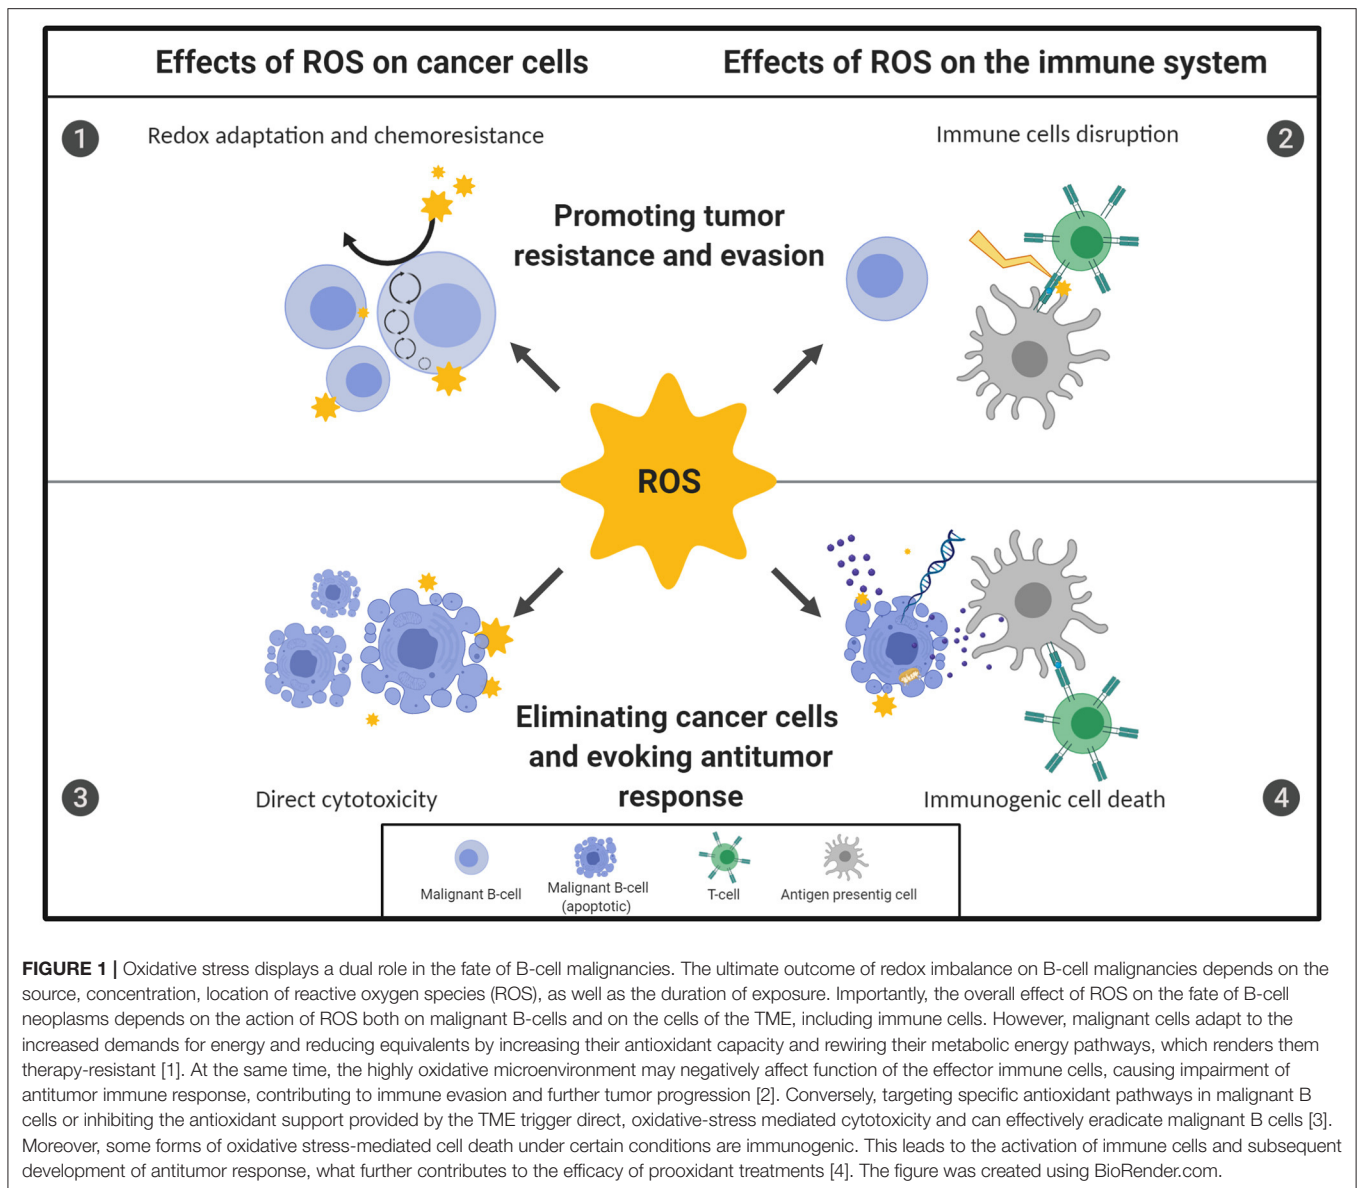 Effects of ROS on cancer cells
Effects of ROS on the immune system
1
Redox adaptation and chemoresistance
Immune cells disruption
2
Promoting tumor
resistance and evasion
ROS
Eliminating cancer cells
and evoking antitumor
response
3
Direct cytotoxicity
Immunogenic cell death
4
Malignant B-cell
Malignant B-cell
(apoptotic)
T-cell
Antigen presentig cell
FIGURE 1 | Oxidative stress displays a dual role in the fate of B-cell malignancies. The ultimate outcome of redox imbalance on B-cell malignancies depends on the
source, concentration, location of reactive oxygen species (ROS), as well as the duration of exposure. Importantly, the overall effect of ROS on the fate of B-cell
neoplasms depends on the action of ROS both on malignant B-cells and on the cells of the TME, including immune cells. However, malignant cells adapt to the
increased demands for energy and reducing equivalents by increasing their antioxidant capacity and rewiring their metabolic energy pathways, which renders them
therapy-resistant [1]. At the same time, the highly oxidative microenvironment may negatively affect function of the effector immune cells, causing impairment of
antitumor immune response, contributing to immune evasion and further tumor progression [2]. Conversely, targeting specific antioxidant pathways in malignant B
cells or inhibiting the antioxidant support provided by the TME trigger direct, oxidative-stress mediated cytotoxicity and can effectively eradicate malignant B cells [3].
Moreover, some forms of oxidative stress-mediated cell death under certain conditions are immunogenic. This leads to the activation of immune cells and subsequent
development of antitumor response, what further contributes to the efficacy of prooxidant treatments [4]. The figure was created using BioRender.com.